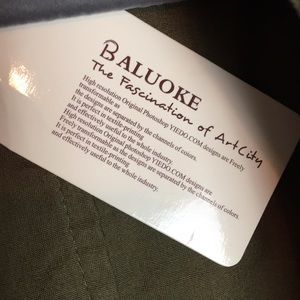 BALUOKE
The Fascination of ArtCity
High resolution Original Photoshop YIEDO.COM designs are Freely
transformable as
the designs are separated by the channels of colors.
It is perfect in textile-printing
and effectively useful to the whole industry.
High resolution Original photoshop YIEDO.COM designs are
Freely transformable as the designs are separated by the channels of colors.
It is perfect in textile-printing
and effectively useful to the whole industry.